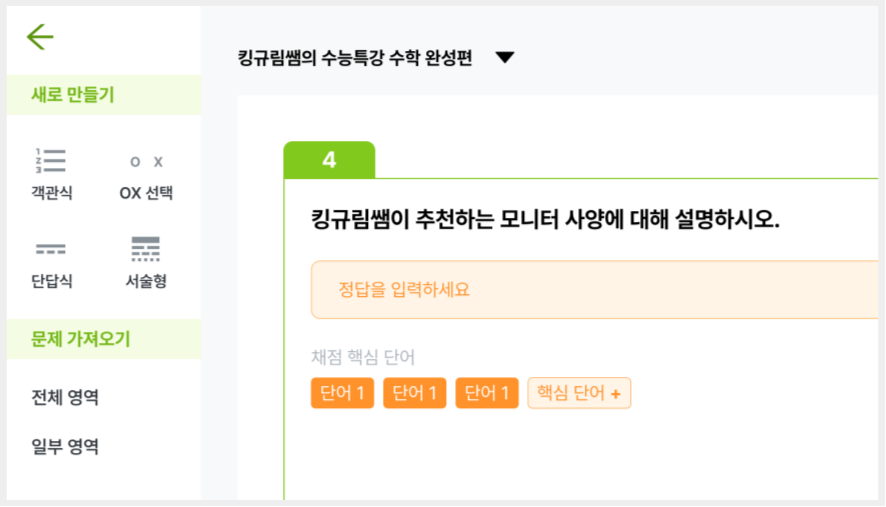 킹규림쌤의 수능특강 수학 완성편
새로 만들기
1
2
3
객관식
O X
OX 선택
단답식
서술형
문제 가져오기
전체 영역
일부 영역
4
킹규림쌤이 추천하는 모니터 사양에 대해 설명하시오.
정답을 입력하세요
채점 핵심 단어
단어 1 단어 1 단어 1 핵심 단어 +